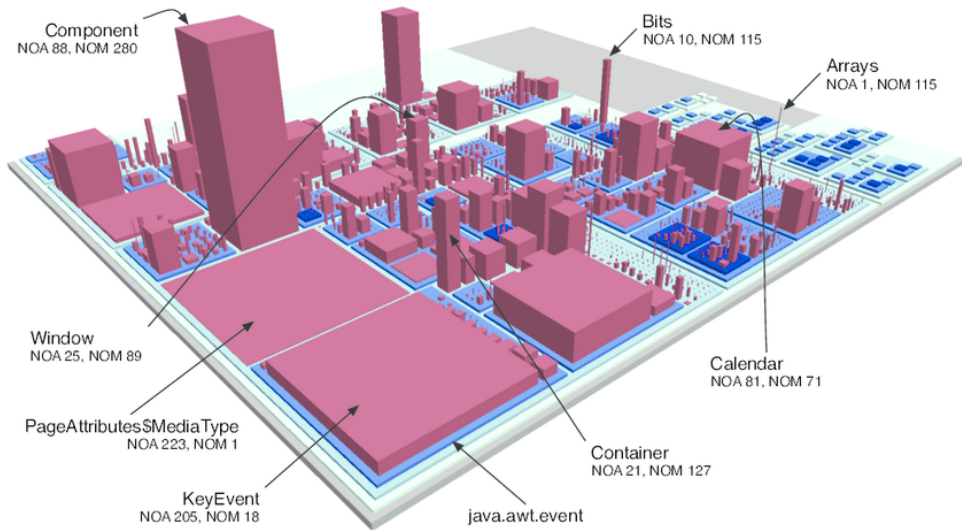 Component
NOA 88, NOM 280
Bits
NOA 10, NOM 115
Arrays
NOA 1, NOM 115
Window
NOA 25, NOM 89
Calendar
NOA 81, NOM 71
PageAttributes$MediaType
NOA 223, NOM 1
Container
NOA 21, NOM 127
KeyEvent
NOA 205, NOM 18
java.awt.event